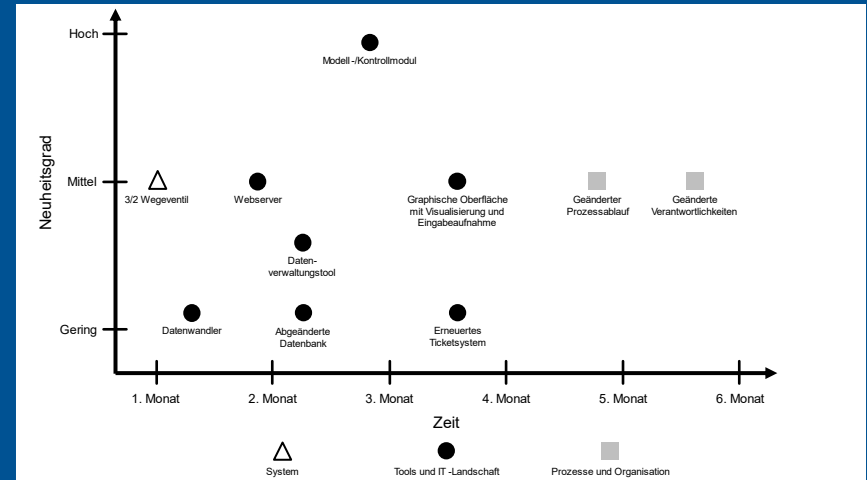 Hoch
Modell-/Kontrollmodul
Neuheitsgrad
Mittel
3/2 Wegeventil
Webserver
Graphische Oberfläche
mit Visualisierung und
Eingabeaufnahme
Geänderter
Prozessablauf
Geänderte
Verantwortlichkeiten
Daten-
verwaltungstool
Gering
Datenwandler
Abgeänderte
Datenbank
Erneuertes
Ticketsystem
1. Monat
2. Monat
3. Monat
4. Monat
5. Monat
6. Monat
Zeit
System
Tools und IT -Landschaft
Prozesse und Organisation